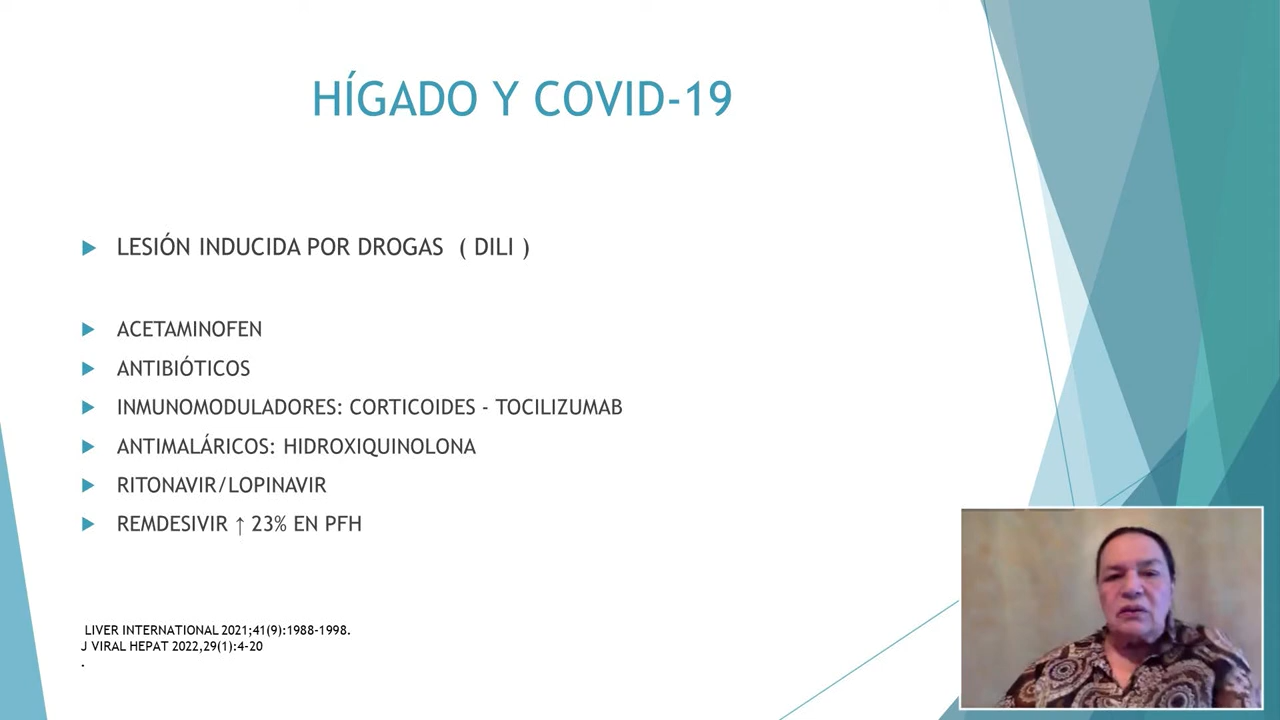 HÍGADO Y COVID-19
LESIÓN INDUCIDA POR DROGAS ( DILI )
ACETAMINOFEN
ANTIBIÓTICOS
INMUNOMODULADORES: CORTICOIDES - TOCILIZUMAB
ANTIMALÁRICOS: HIDROXIQUINOLONA
RITONAVIR/LOPINAVIR
REMDESIVIR ↑ 23% EN PFH
LIVER INTERNATIONAL 2021;41(9):1988-1998.
J VIRAL HEPAT 2022,29(1):4-20
.